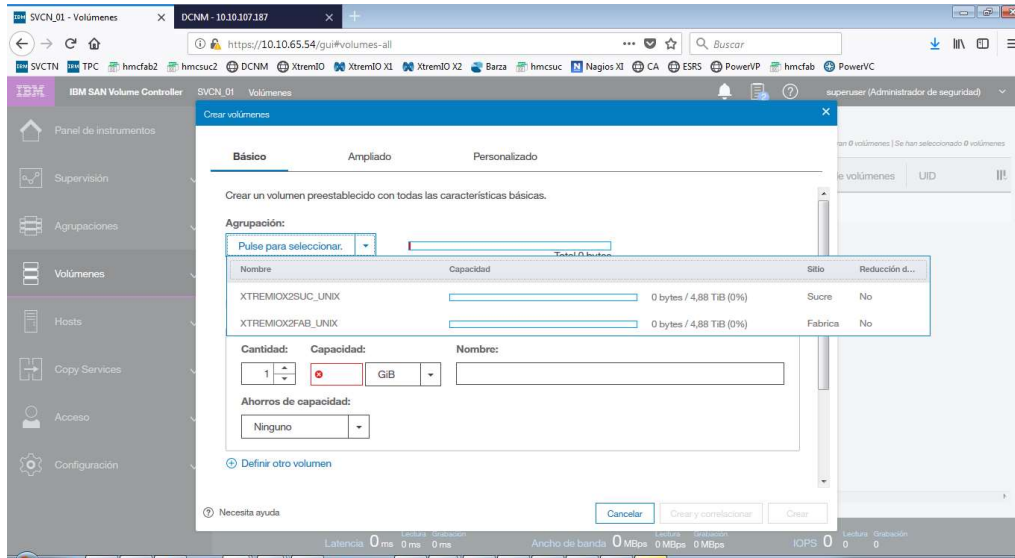 SVCN_01 - Volúmenes
DCNM - 10.10.107.187
https://10.10.65.54/gui#volumes-all
Buscar
SVCTN TPC hmcfab2 hmcsuc2 DCNM XtremIO XtremIO X1 XtremIO X2 Barza hmcsuc Nagios XI CA ESRS PowerVP hmcfab PowerVC
IBM
IBM SAN Volume Controller SVCN_01 Volúmenes
superuser (Administrador de seguridad)
Crear volúmenes
Panel de instrumentos
0 volúmenes | Se han seleccionado 0 volúmenes
Básico Ampliado Personalizado
Supervisión
volúmenes UID
Crear un volumen preestablecido con todas las características básicas.
Agrupación:
Agrupaciones
Pulse para seleccionar.
Total 0 bytes
Nombre Capacidad Sitio Reducción d...
Volúmenes
XTREMIOX2SUC_UNIX 0 bytes / 4,88 TiB (0%) Sucre No
XTREMIOX2FAB_UNIX 0 bytes / 4,88 TiB (0%) Fabrica No
Hosts
Cantidad: Capacidad: Nombre:
1 GiB
Copy Services
Ahorros de capacidad:
Acceso
Ninguno
Configuración
Definir otro volumen
Necesita ayuda
Cancelar Crear y correlacionar Crear
Latencia 0 ms Lectura 0 ms Grabación 0 ms Ancho de banda 0 MBps Lectura 0 MBps Grabación 0 MBps IOPS 0 Lectura 0 Grabación 0